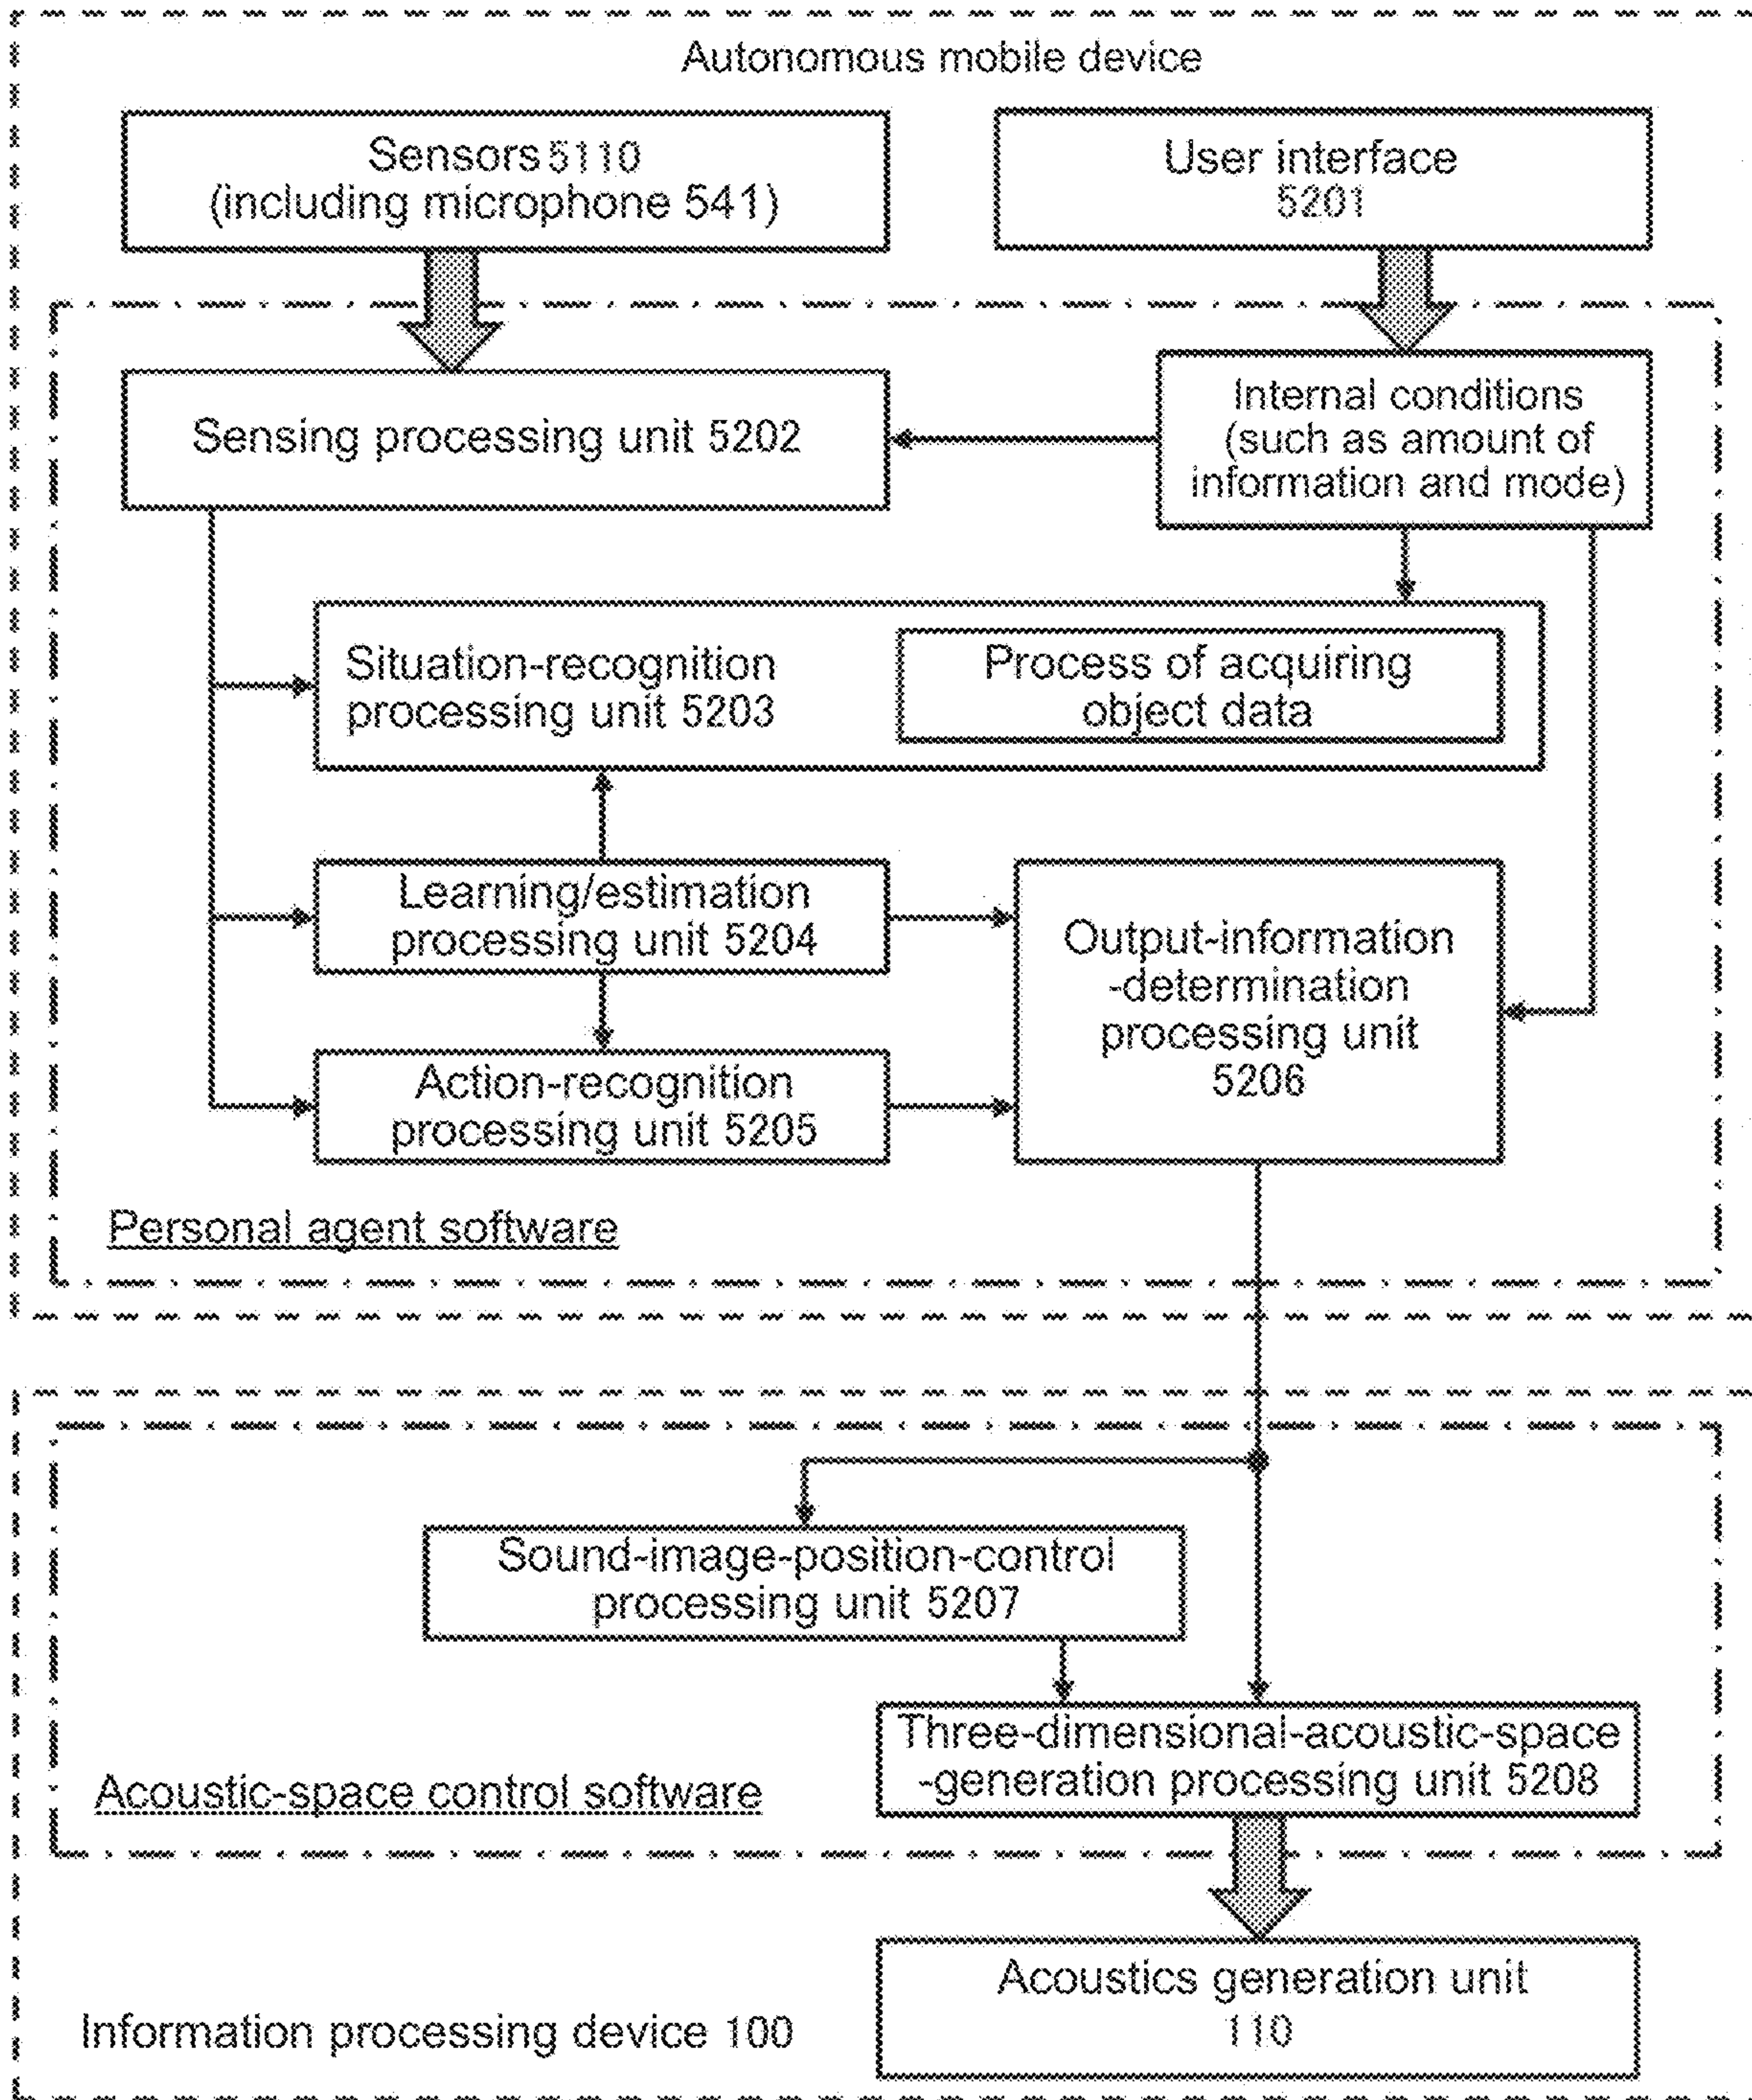 Autonomous mobile device
Sensors 5110
(including microphone 541)
User interface
5201
Sensing processing unit 5202
Internal conditions
(such as amount of
information and mode)
Situation-recognition
processing unit 5203
Process of acquiring
object data
Learning/estimation
processing unit 5204
Output-information
-determination
processing unit
5206
Action-recognition
processing unit 5205
Personal agent software
Sound-image-position-control
processing unit 5207
Three-dimensional-acoustic-space
-generation processing unit 5208
Acoustic-space control software
Acoustics generation unit
110
Information processing device 100